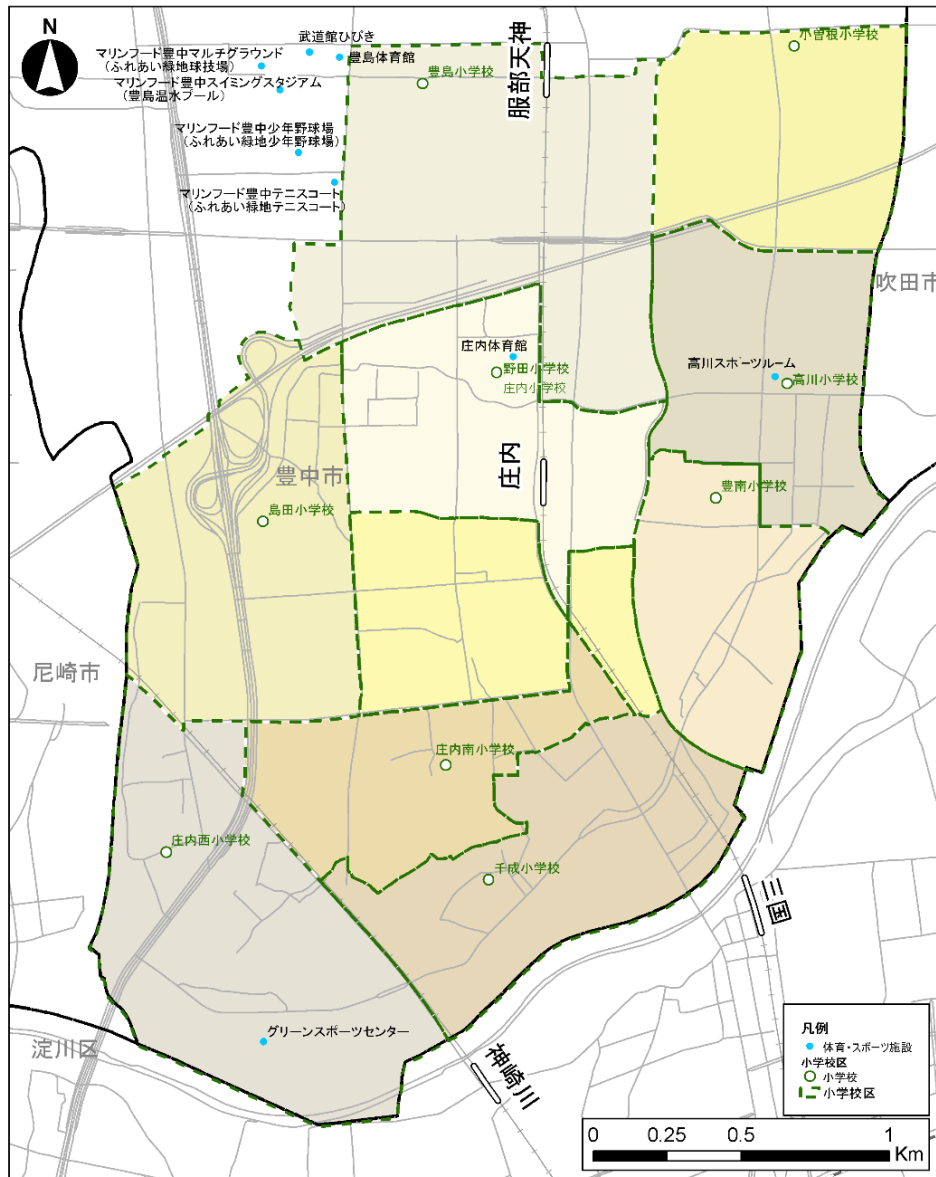 N
武道館ひびき
マリンフード豊中マルチグラウンド
(ふれあい緑地球技場)
豊島体育館
マリンフード豊中スイミングスタジアム
(豊島温水プール)
豊島小学校
服部天神
小曽根小学校
マリンフード豊中少年野球場
(ふれあい緑地少年野球場)
マリンフード豊中テニスコート
(ふれあい緑地テニスコート)
吹田市
庄内体育館
野田小学校
庄内小学校
高川スポーツルーム
高川小学校
庄内
豊中市
豊南小学校
島田小学校
尼崎市
庄内南小学校
庄内西小学校
千成小学校
三国
グリーンスポーツセンター
淀川区
神崎川
凡例
体育・スポーツ施設
小学校区
小学校
小学校区
0 0.25 0.5 1
Km